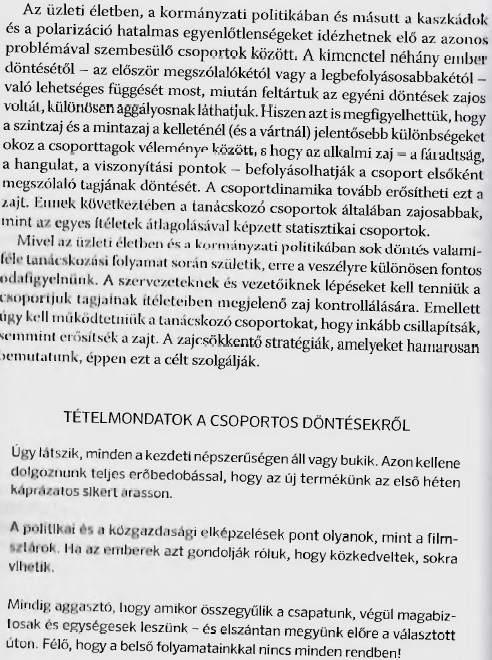 Az üzleti életben, a kormányzati politikában és másutt a kaszkádok
és a polarizáció hatalmas egyenlőtlenségeket idézhetnek elő az azonos
problémával szembesülő csoportok között. A kimenetel néhány ember
döntésétől – az először megszólalókétól vagy a legbefolyásosabbakétól –
való lehetséges függését most, miután feltártuk az egyéni döntések zajos
voltát, különösen aggályosnak láthatjuk. Hiszen azt is megfigyelhettük, hogy
a szintzaj és a mintazaj a kelleténél (és a vártnál) jelentősebb különbségeket
okoz a csoporttagok véleménye között, s hogy az alkalmi zaj – a fáradtság,
a hangulat, a viszonyítási pontok – befolyásolhatják a csoport elsőként
megszólaló tagjának döntését. A csoportdinamika tovább erősítheti ezt a
zajt. Ennek következtében a tanácskozó csoportok általában zajosabbak,
mint az egyes ítéletek átlagolásával képzett statisztikai csoportok.
Mivel az üzleti életben és a kormányzati politikában sok döntés valami-
féle tanácskozási folyamat során születik, erre a veszélyre különösen fontos
odafigyelnünk. A szervezeteknek és vezetőiknek lépéseket kell tenniük a
csoportjuk tagjainak ítéleteiben megjelenő zaj kontrollálására. Emellett
úgy kell működtetniük a tanácskozó csoportokat, hogy inkább csillapítsák,
semmint erősítsék a zajt. A zajcsökkentő stratégiák, amelyeket hamarosan
bemutatunk, éppen ezt a célt szolgálják.
TÉTELMONDATOK A CSOPORTOS DÖNTÉSEKRŐL
Úgy látszik, minden a kezdeti népszerűségen áll vagy bukik. Azon kellene
dolgoznunk teljes erőbedobással, hogy az új termékünk az első héten
káprázatos sikert arasson.
A politikai és a közgazdasági elképzelések pont olyanok, mint a film-
sztárok. Ha az emberek azt gondolják róluk, hogy közkedveltek, sokra
vihetik.
Mindig aggasztó, hogy amikor összegyűlik a csapatunk, végül magabiz-
tosak és egységesek leszünk – és elszántan megyünk előre a választott
úton. Félő, hogy a belső folyamatainkkal nincs minden rendben!